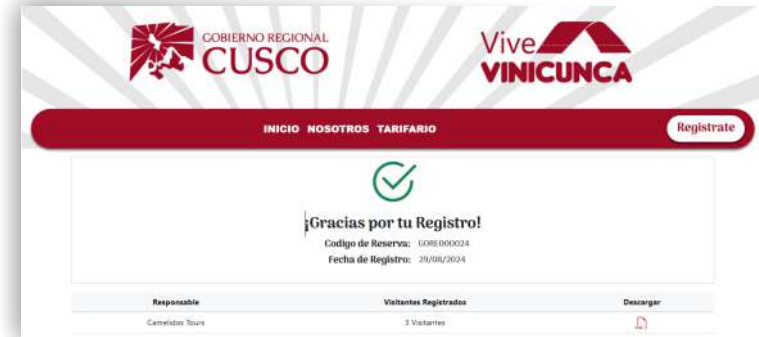 GOBIERNO REGIONAL
CUSCO
Vive
VINICUNCA
INICIO NOSOTROS TARIFARIO
Registrate
¡Gracias por tu Registro!
Codigo de Reserva: GORE000024
Fecha de Registro: 29/08/2024
Responsable Visitantes Registrados Descargar
Camelidos Tours 3 Visitantes